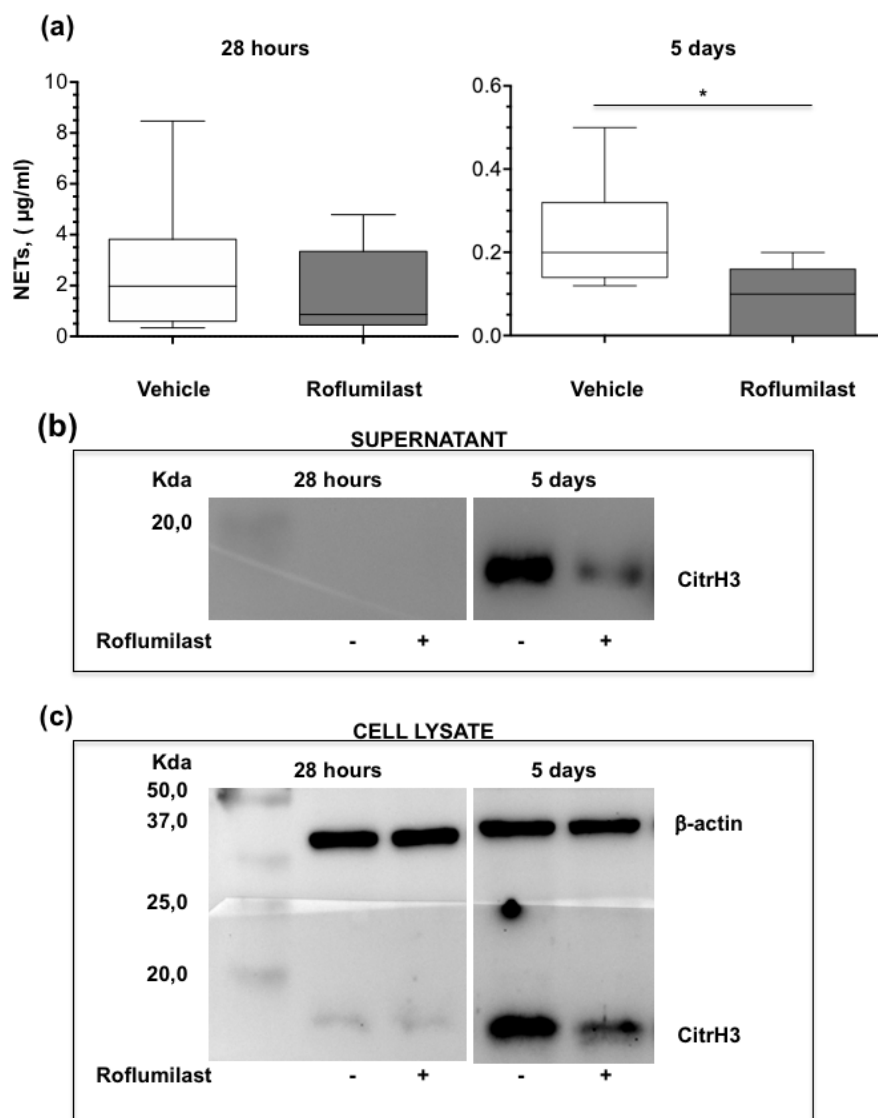 (a)
28 hours
5 days
NETs, ( µg/ml)
10
8
6
4
2
0
0.6
0.4
0.2
0.0
*
Vehicle
Roflumilast
Vehicle
Roflumilast
(b)
SUPERNATANT
Kda
28 hours
5 days
20,0
CitrH3
Roflumilast - + - +
(c)
CELL LYSATE
Kda
28 hours
5 days
50,0
37,0
β-actin
25,0
20,0
CitrH3
Roflumilast - + - +